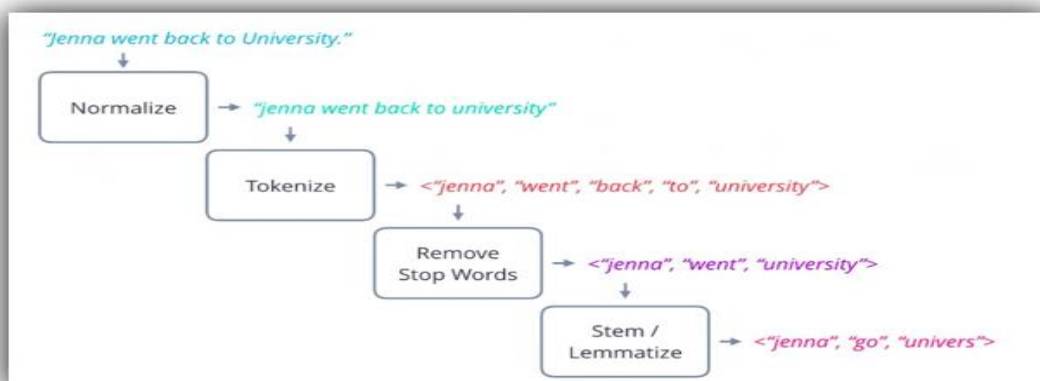 “Jenna went back to University.”
Normalize
“jenna went back to university”
Tokenize
<“jenna”, “went”, “back”, “to”, “university”>
Remove
Stop Words
<“jenna”, “went”, “university”>
Stem /
Lemmatize
<“jenna”, “go”, “univers”>